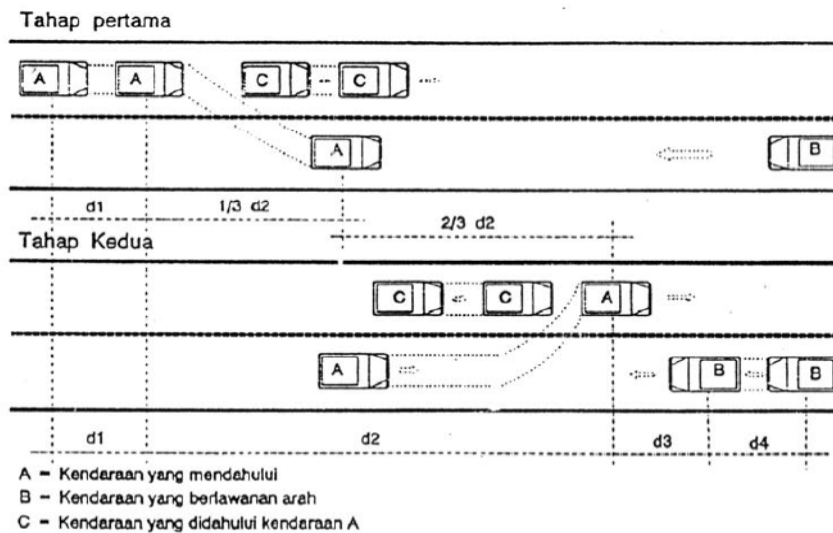 Tahap pertama
A A C C
A B
d1 1/3 d2
2/3 d2
Tahap Kedua
C C A
A B B
d1 d2 d3 d4
A = Kendaraan yang mendahului
B = Kendaraan yang berlawanan arah
C = Kendaraan yang didahului kendaraan A